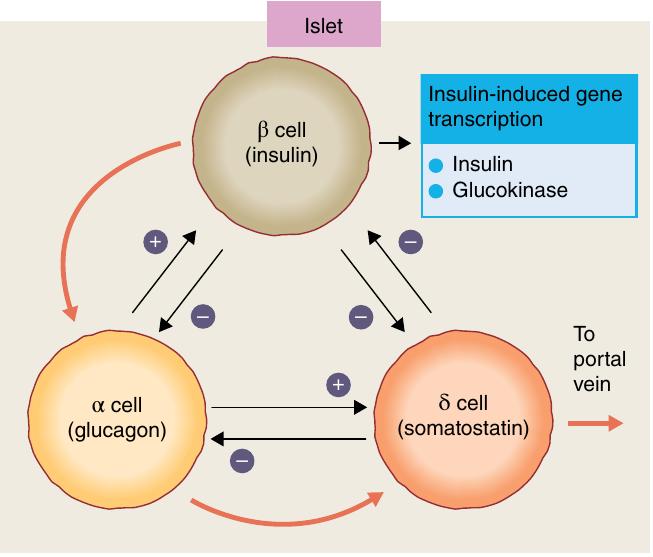 Islet
β cell
(insulin)
Insulin-induced gene
transcription
Insulin
Glucokinase
+
−
−
−
α cell
(glucagon)
+
−
δ cell
(somatostatin)
To
portal
vein